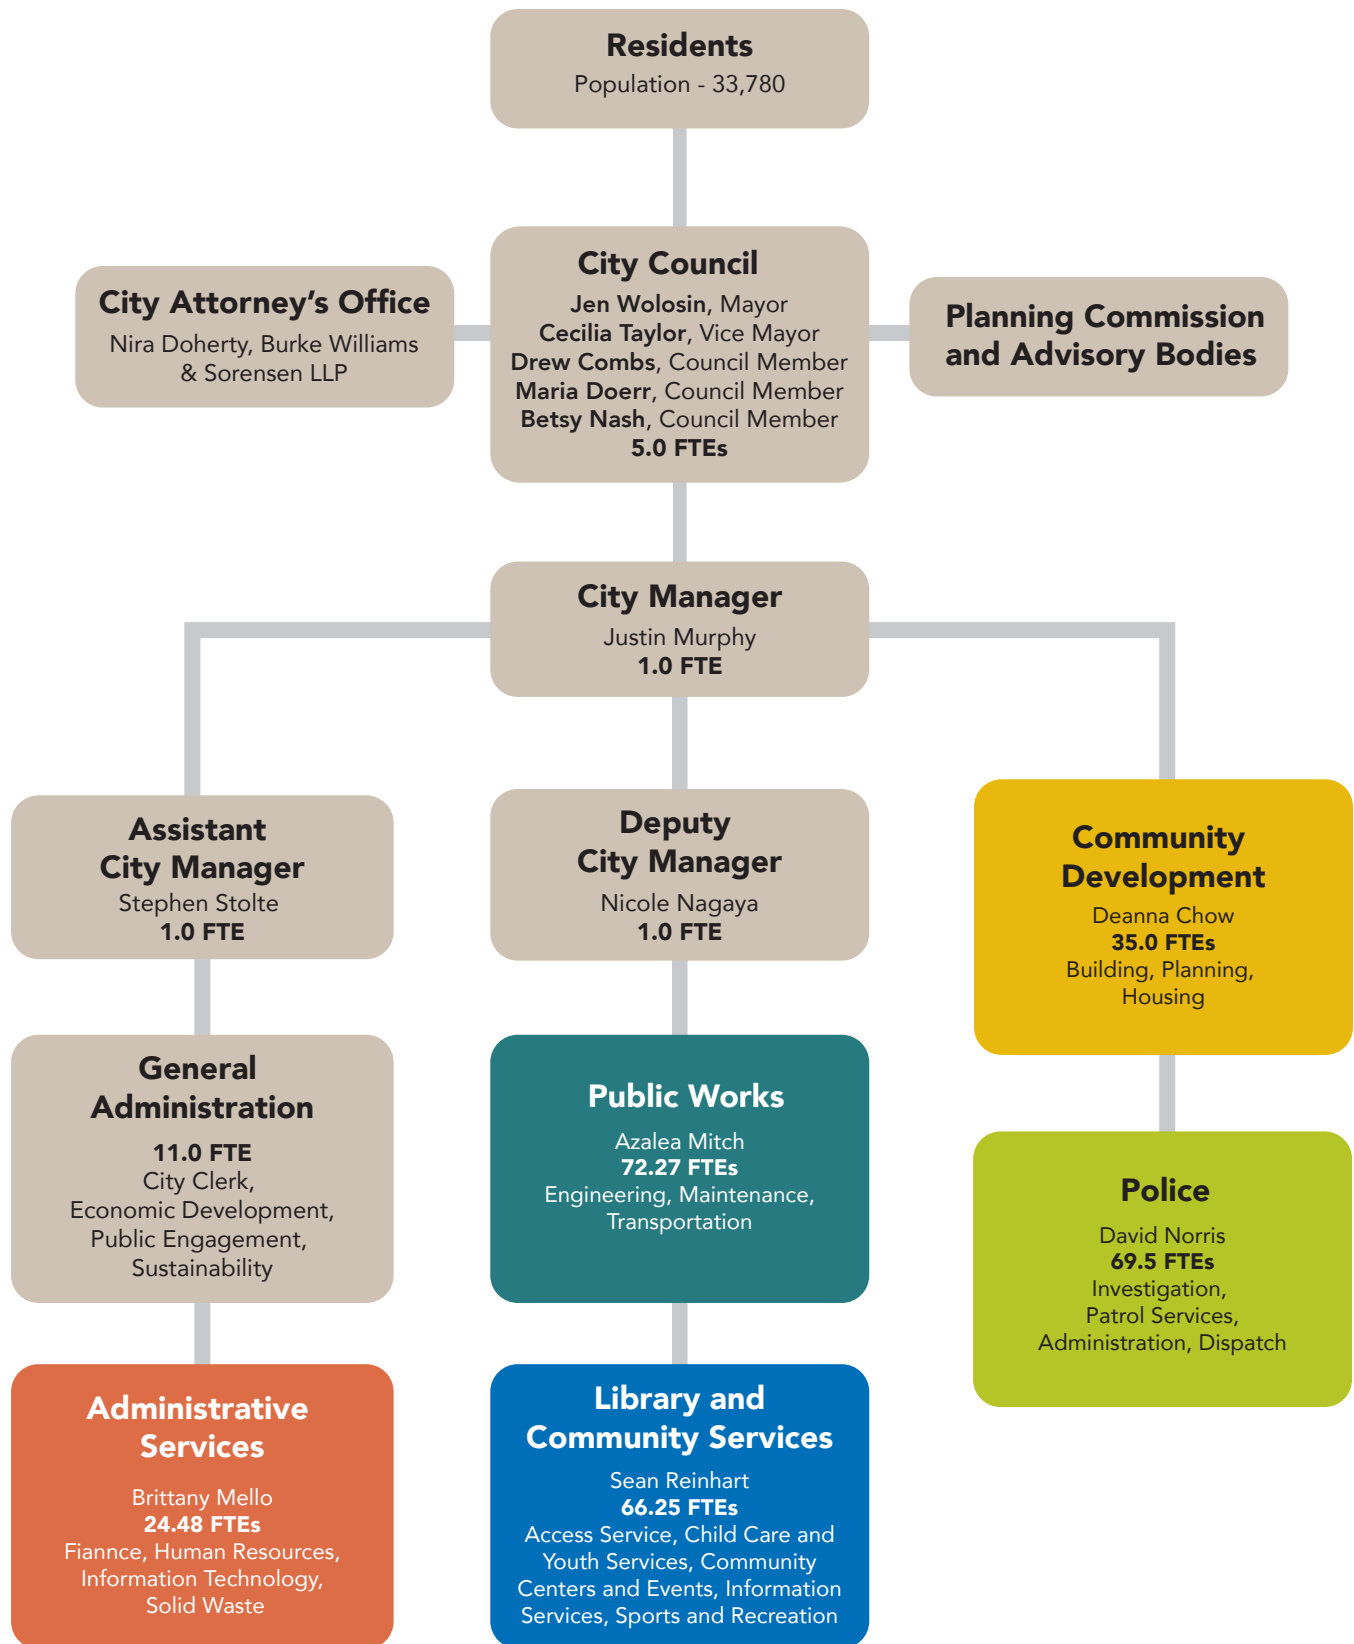 Residents
Population - 33,780
City Attorney’s Office
Nira Doherty, Burke Williams
& Sorensen LLP
City Council
Jen Wolosin, Mayor
Cecilia Taylor, Vice Mayor
Drew Combs, Council Member
Maria Doerr, Council Member
Betsy Nash, Council Member
5.0 FTEs
Planning Commission
and Advisory Bodies
City Manager
Justin Murphy
1.0 FTE
Assistant
City Manager
Stephen Stolte
1.0 FTE
Deputy
City Manager
Nicole Nagaya
1.0 FTE
Community
Development
Deanna Chow
35.0 FTEs
Building, Planning,
Housing
General
Administration
11.0 FTE
City Clerk,
Economic Development,
Public Engagement,
Sustainability
Public Works
Azalea Mitch
72.27 FTEs
Engineering, Maintenance,
Transportation
Police
David Norris
69.5 FTEs
Investigation,
Patrol Services,
Administration, Dispatch
Administrative
Services
Brittany Mello
24.48 FTEs
Fiannce, Human Resources,
Information Technology,
Solid Waste
Library and
Community Services
Sean Reinhart
66.25 FTEs
Access Service, Child Care and
Youth Services, Community
Centers and Events, Information
Services, Sports and Recreation